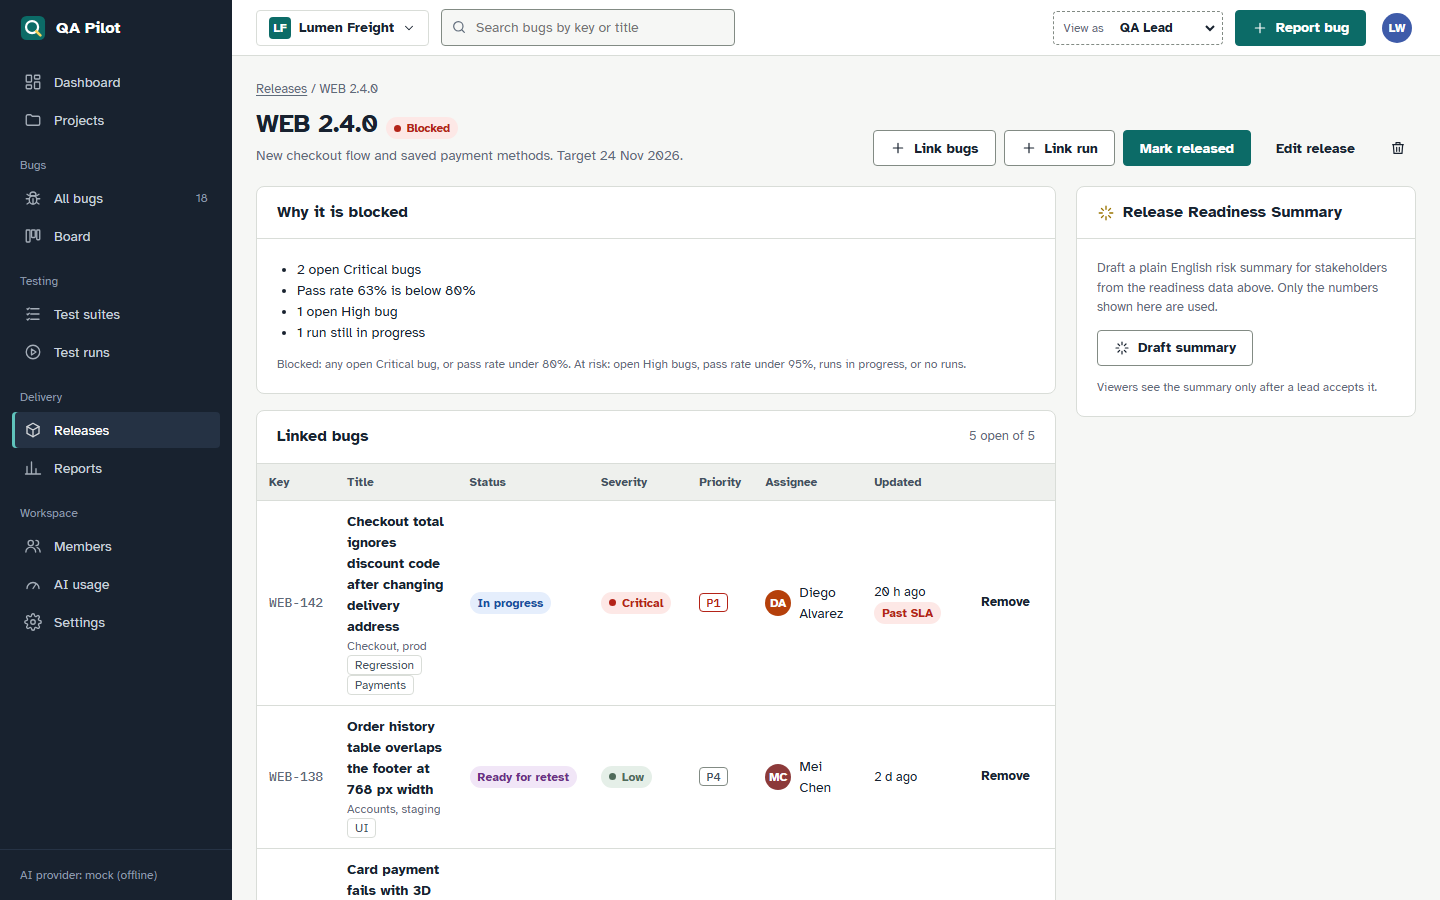 QA Pilot
Dashboard
Projects
Bugs
All bugs 18
Board
Testing
Test suites
Test runs
Delivery
Releases
Reports
Workspace
Members
AI usage
Settings
AI provider: mock (offline)
LF Lumen Freight
Search bugs by key or title
View as QA Lead
Report bug
LW
Releases / WEB 2.4.0
WEB 2.4.0 Blocked
New checkout flow and saved payment methods. Target 24 Nov 2026.
Link bugs
Link run
Mark released
Edit release
Why it is blocked
• 2 open Critical bugs
• Pass rate 63% is below 80%
• 1 open High bug
• 1 run still in progress
Blocked: any open Critical bug, or pass rate under 80%. At risk: open High bugs, pass rate under 95%, runs in progress, or no runs.
Release Readiness Summary
Draft a plain English risk summary for stakeholders
from the readiness data above. Only the numbers
shown here are used.
Draft summary
Viewers see the summary only after a lead accepts it.
Linked bugs 5 open of 5
Key Title Status Severity Priority Assignee Updated
WEB-142
Checkout total
ignores
discount code
after changing
delivery
address
Checkout, prod
Regression
Payments
In progress
Critical
P1
DA
Diego
Alvarez
20 h ago
Past SLA
Remove
WEB-138
Order history
table overlaps
the footer at
768 px width
Accounts, staging
UI
Ready for retest
Low
P4
MC
Mei
Chen
2 d ago
Remove
Card payment
fails with 3D